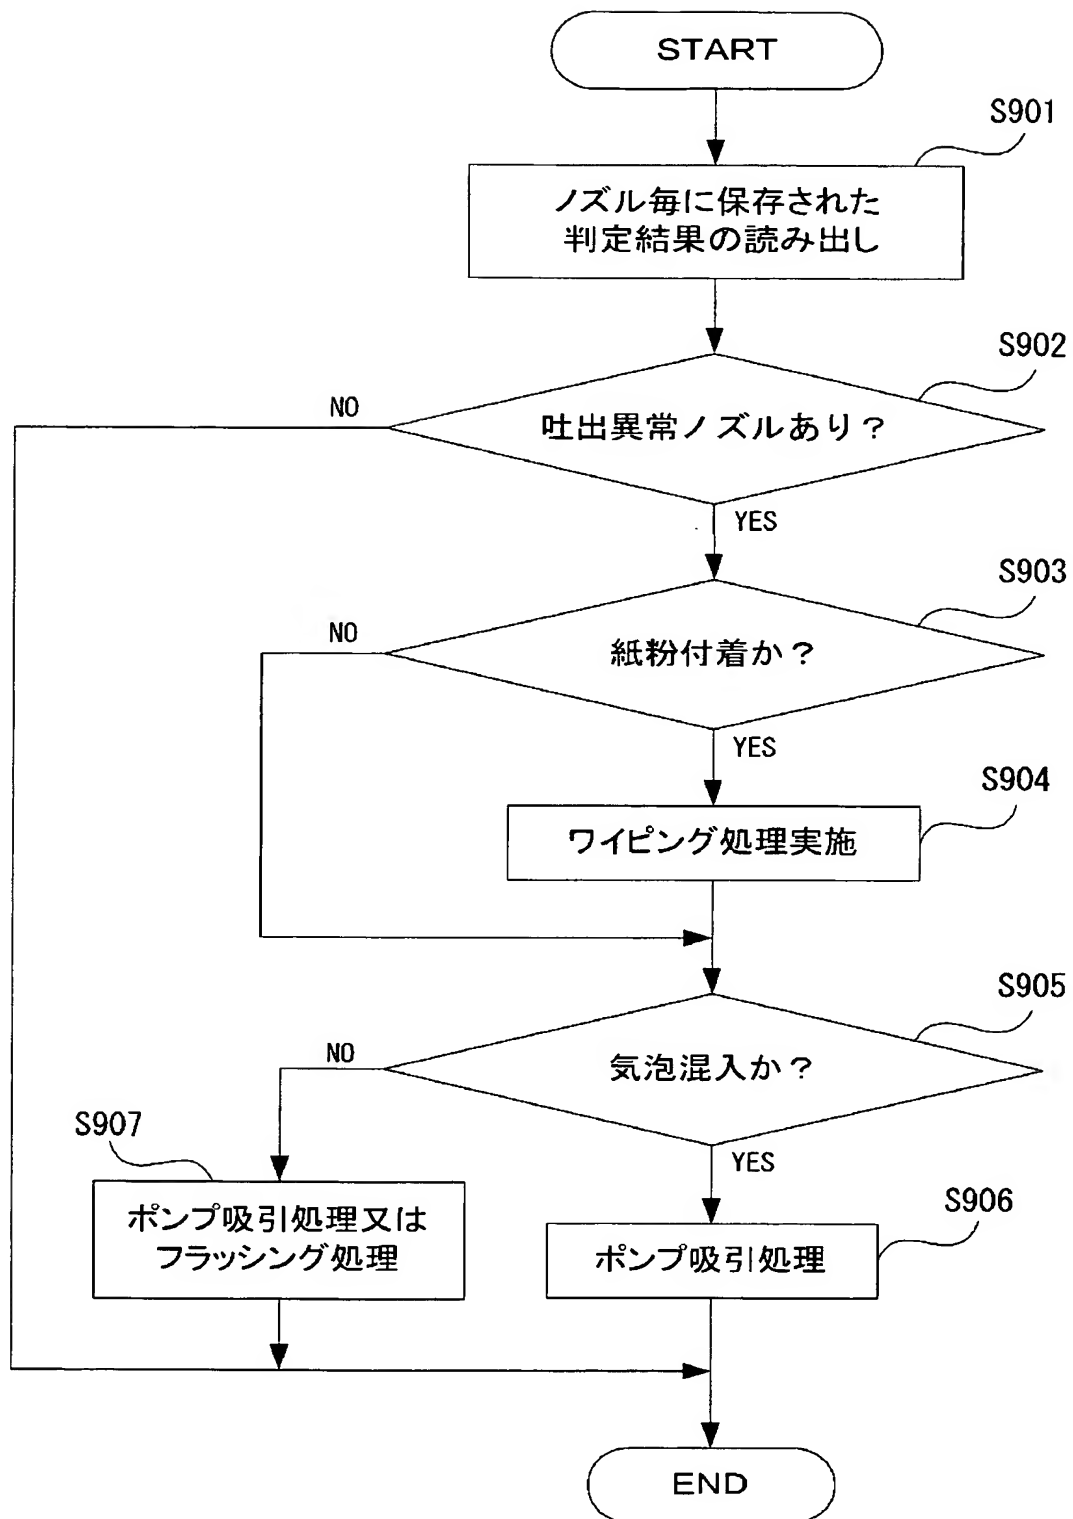 START
S901
ノズル毎に保存された
判定結果の読み出し
S902
NO
吐出異常ノズルあり？
YES
S903
NO
紙粉付着か？
YES
S904
ワイピング処理実施
S905
NO
気泡混入か？
S907
YES
ポンプ吸引処理又は
フラッシング処理
S906
ポンプ吸引処理
END